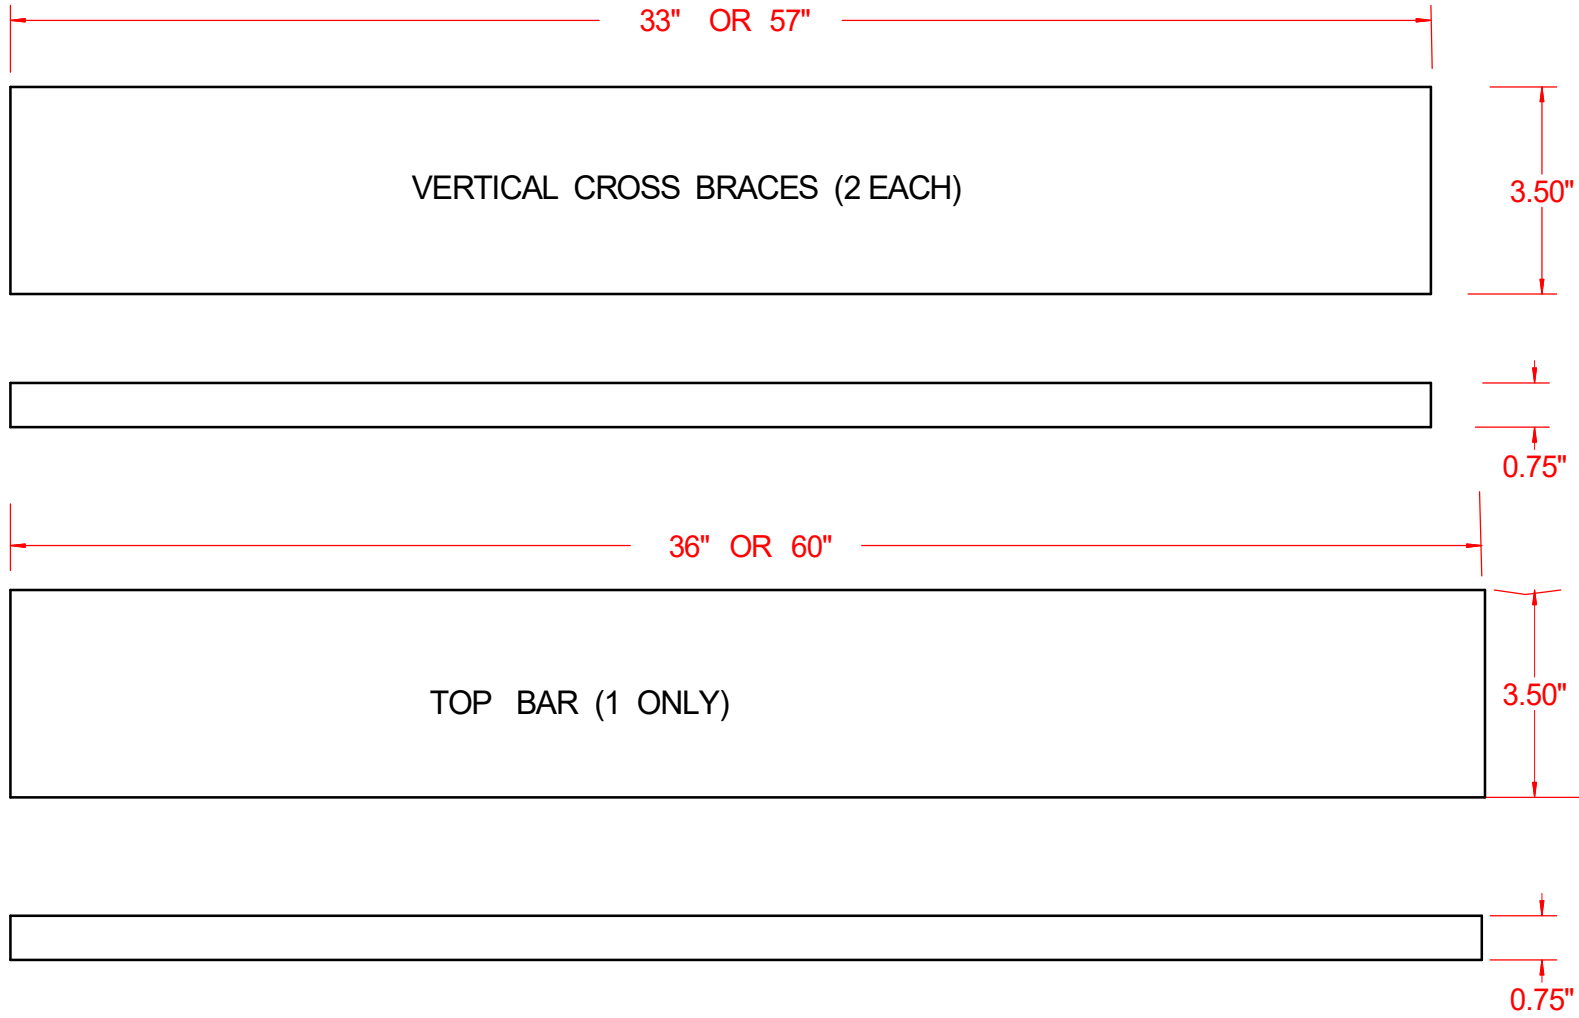 33" OR 57"
VERTICAL CROSS BRACES (2 EACH)
3.50"
0.75"
36" OR 60"
TOP BAR (1 ONLY)
3.50"
0.75"